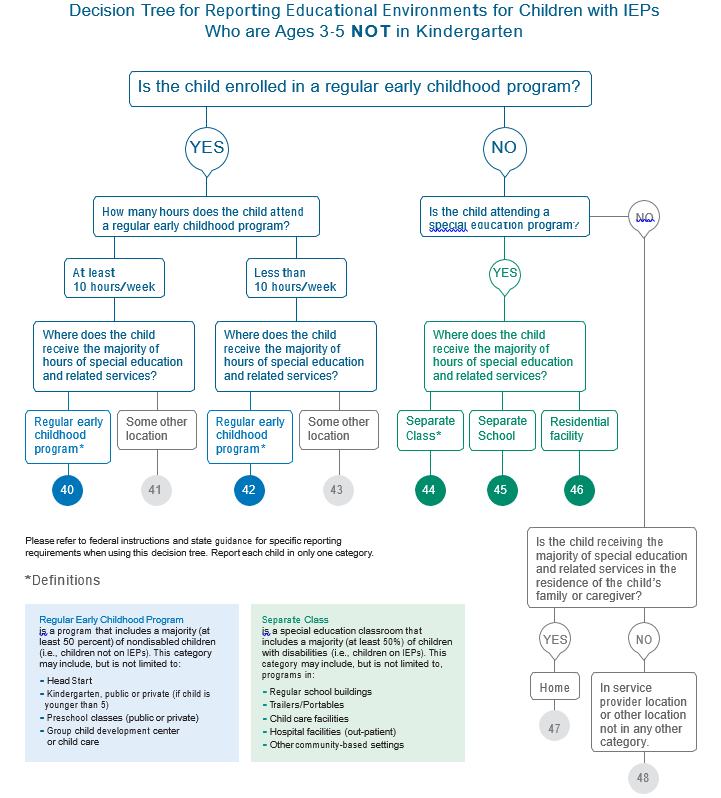 Decision Tree for Reporting Educational Environments for Children with IEPs
Who are Ages 3-5 NOT in Kindergarten
Is the child enrolled in a regular early childhood program?
YES
NO
How many hours does the child attend
a regular early childhood program?
Is the child attending a
special education program?
NO
At least
10 hours/week
Less than
10 hours/week
YES
Where does the child
receive the majority of
hours of special education
and related services?
Where does the child
receive the majority of
hours of special education
and related services?
Where does the child
receive the majority of
hours of special education
and related services?
Regular early
childhood
program*
Some other
location
Regular early
childhood
program*
Some other
location
Separate
Class*
Separate
School
Residential
facility
40
41
42
43
44
45
46
Please refer to federal instructions and state guidance for specific reporting
requirements when using this decision tree. Report each child in only one category.
*Definitions
Regular Early Childhood Program
is a program that includes a majority (at
least 50 percent) of nondisabled children
(i.e., children not on IEPs). This category
may include, but is not limited to:
- Head Start
- Kindergarten, public or private (if child is
younger than 5)
- Preschool classes (public or private)
- Group child development center
or child care
Separate Class
is a special education classroom that
includes a majority (at least 50%) of children
with disabilities (i.e., children on IEPs). This
category may include, but is not limited to,
programs in:
- Regular school buildings
- Trailers/Portables
- Child care facilities
- Hospital facilities (out-patient)
- Other community-based settings
Is the child receiving the
majority of special education
and related services in the
residence of the child's
family or caregiver?
YES
NO
Home
In service
provider location
or other location
not in any other
category.
47
48